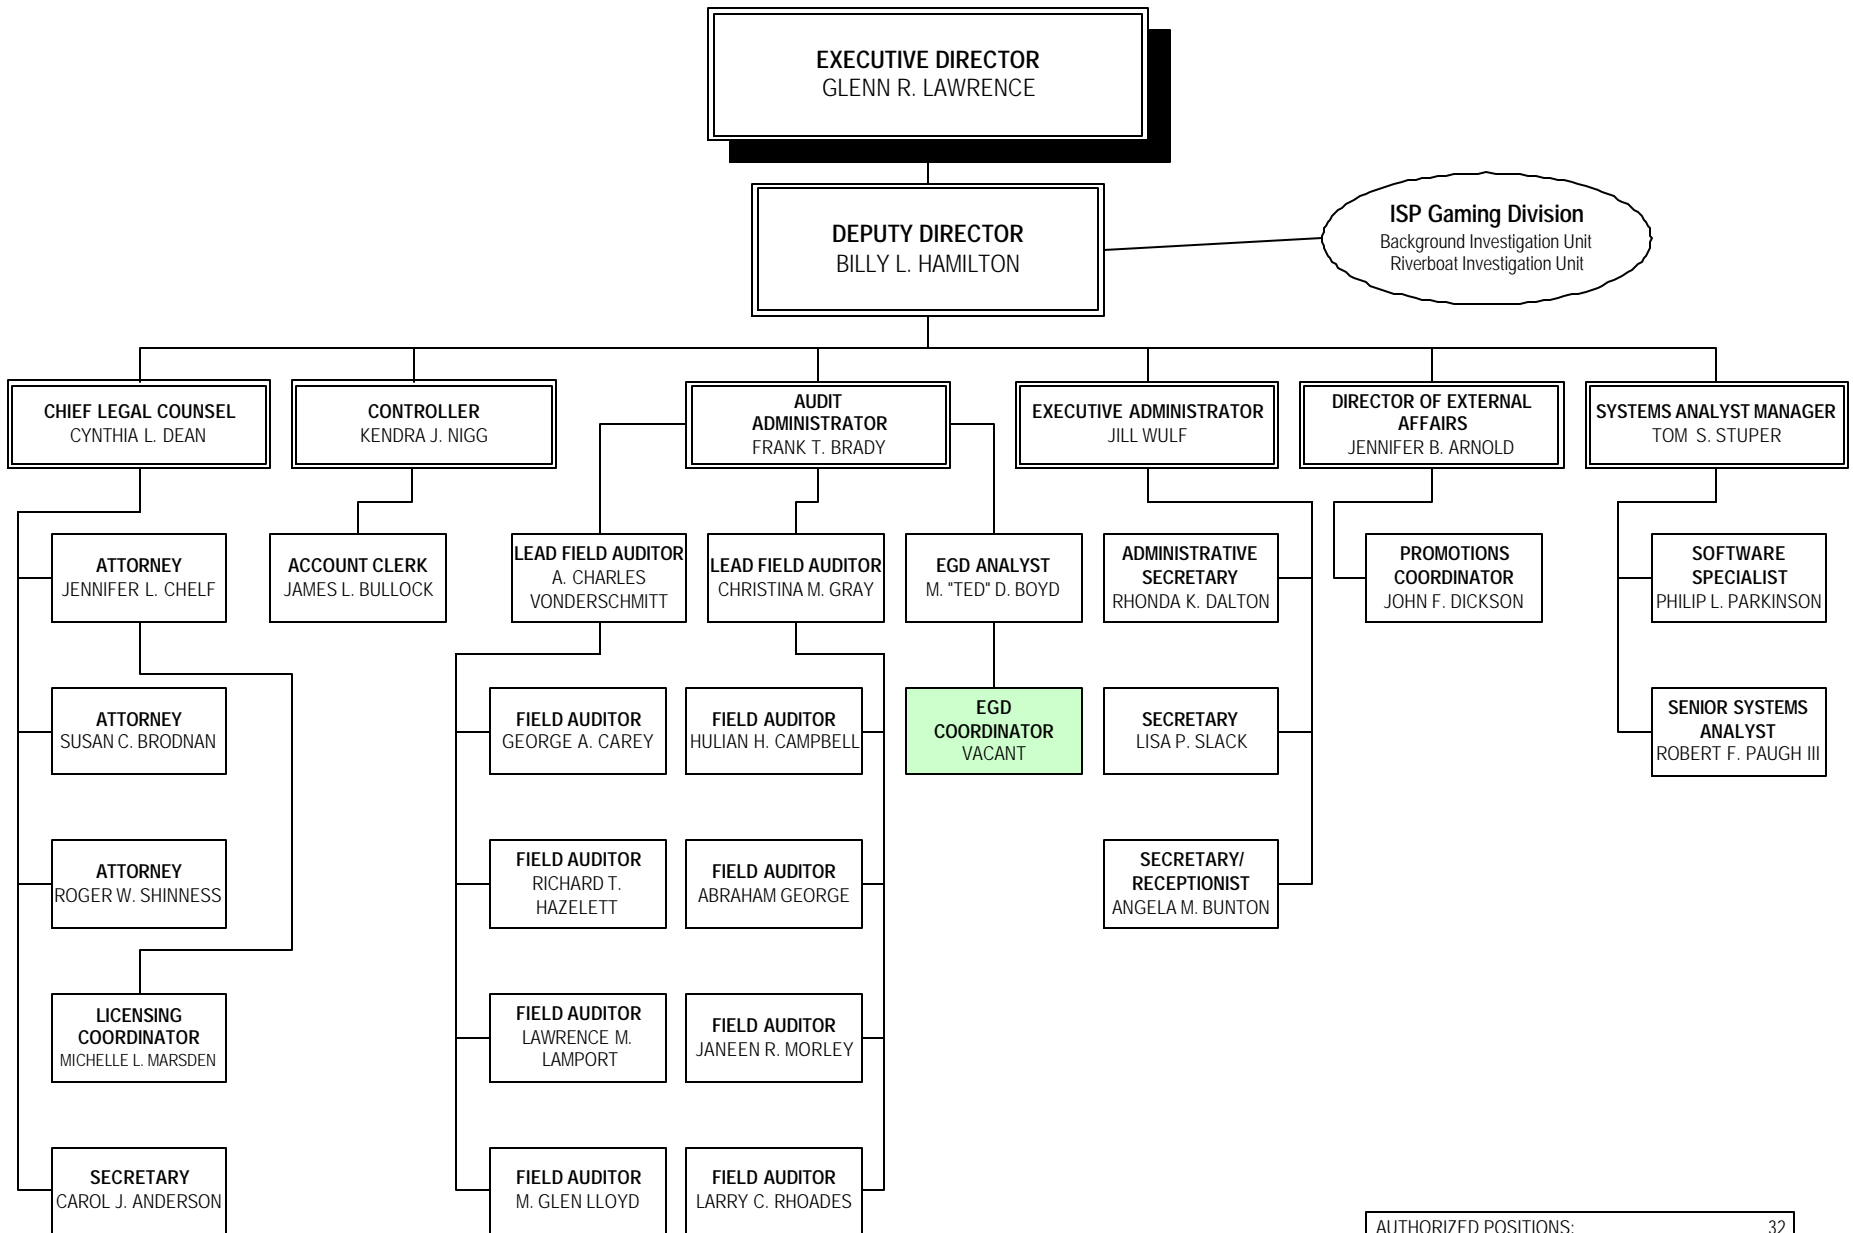 EXECUTIVE DIRECTOR
GLENN R. LAWRENCE
DEPUTY DIRECTOR
BILLY L. HAMILTON
ISP Gaming Division
Background Investigation Unit
Riverboat Investigation Unit
CHIEF LEGAL COUNSEL
CYNTHIA L. DEAN
CONTROLLER
KENDRA J. NIGG
AUDIT
ADMINISTRATOR
FRANK T. BRADY
EXECUTIVE ADMINISTRATOR
JILL WULF
DIRECTOR OF EXTERNAL
AFFAIRS
JENNIFER B. ARNOLD
SYSTEMS ANALYST MANAGER
TOM S. STUPER
ATTORNEY
JENNIFER L. CHELF
ACCOUNT CLERK
JAMES L. BULLOCK
LEAD FIELD AUDITOR
A. CHARLES
VONDERSCHMITT
LEAD FIELD AUDITOR
CHRISTINA M. GRAY
EGD ANALYST
M. "TED" D. BOYD
ADMINISTRATIVE
SECRETARY
RHONDA K. DALTON
PROMOTIONS
COORDINATOR
JOHN F. DICKSON
SOFTWARE
SPECIALIST
PHILIP L. PARKINSON
ATTORNEY
SUSAN C. BRODNAN
FIELD AUDITOR
GEORGE A. CAREY
FIELD AUDITOR
HULIAN H. CAMPBELL
EGD
COORDINATOR
VACANT
SECRETARY
LISA P. SLACK
SENIOR SYSTEMS
ANALYST
ROBERT F. PAUGH III
ATTORNEY
ROGER W. SHINNESS
FIELD AUDITOR
RICHARD T.
HAZELETT
FIELD AUDITOR
ABRAHAM GEORGE
SECRETARY/
RECEPTIONIST
ANGELA M. BUNTON
LICENSING
COORDINATOR
MICHELLE L. MARSDEN
FIELD AUDITOR
LAWRENCE M.
LAMPORT
FIELD AUDITOR
JANEEN R. MORLEY
SECRETARY
CAROL J. ANDERSON
FIELD AUDITOR
M. GLEN LLOYD
FIELD AUDITOR
LARRY C. RHOADES
AUTHORIZED POSITIONS: 32